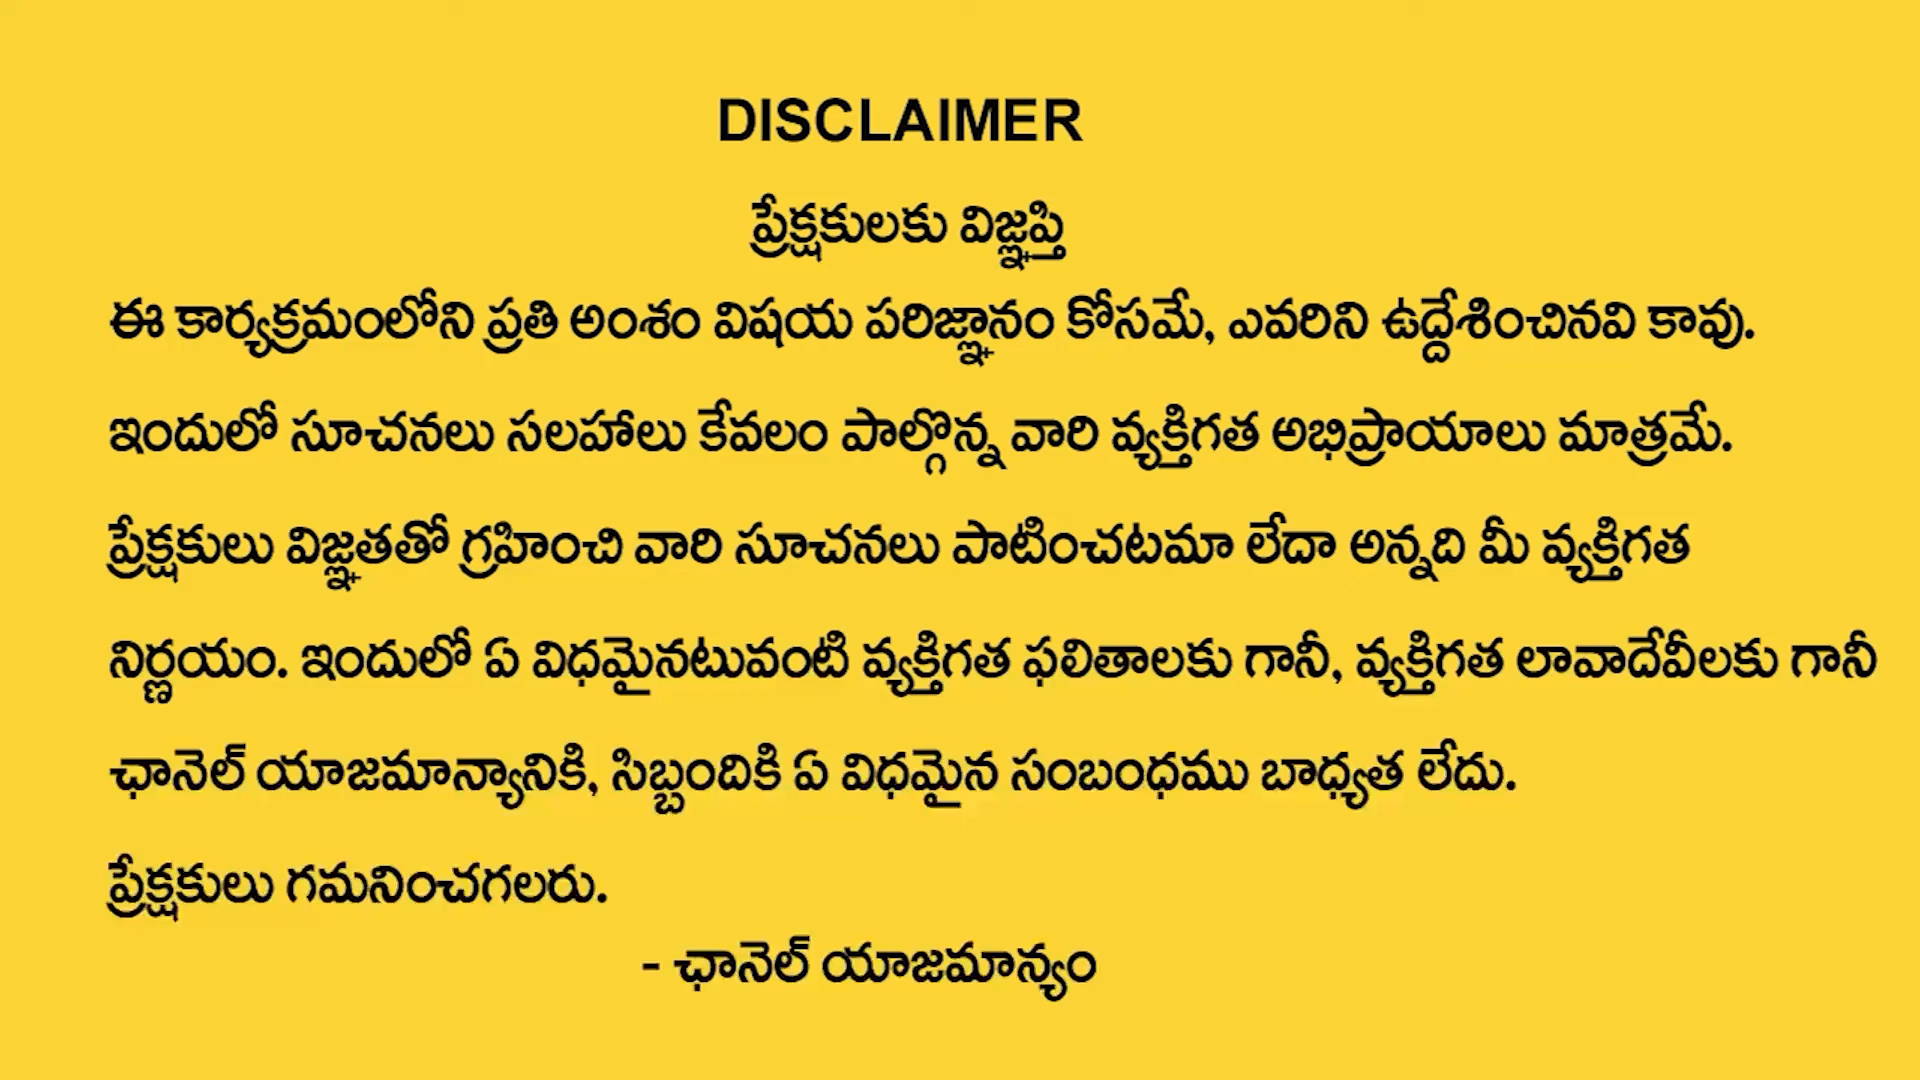 DISCLAIMER
ప్రేక్షకులకు విజ్ఞప్తి
ఈ కార్యక్రమంలోని ప్రతి అంశం విషయ పరిజ్ఞానం కోసమే, ఎవరిని ఉద్దేశించినవి కావు.
ఇందులో సూచనలు సలహాలు కేవలం పాల్గొన్న వారి వ్యక్తిగత అభిప్రాయాలు మాత్రమే.
ప్రేక్షకులు విజ్ఞతతో గ్రహించి వారి సూచనలు పాటించటమా లేదా అన్నది మీ వ్యక్తిగత
నిర్ణయం. ఇందులో ఏ విధమైనటువంటి వ్యక్తిగత ఫలితాలకు గానీ, వ్యక్తిగత లావాదేవీలకు గానీ
ఛానెల్ యాజమాన్యానికి, సిబ్బందికి ఏ విధమైన సంబంధము బాధ్యత లేదు.
ప్రేక్షకులు గమనించగలరు.
- ఛానెల్ యాజమాన్యం